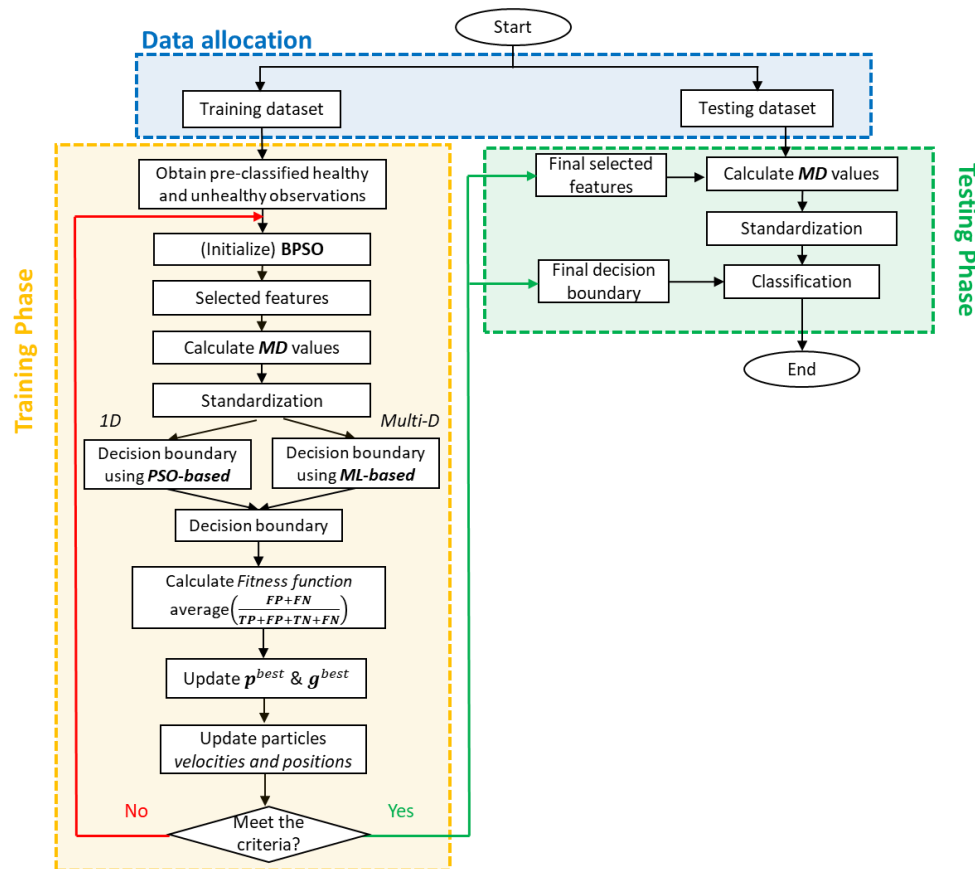 Start
Data allocation
Training dataset
Testing dataset
Training Phase
Obtain pre-classified healthy
and unhealthy observations
(Initialize) BPSO
Selected features
Calculate MD values
Standardization
1D
Multi-D
Decision boundary
using PSO-based
Decision boundary
using ML-based
Decision boundary
Calculate Fitness function
average(FP+FN / TP+FP+TN+FN)
Update p^best & g^best
Update particles
velocities and positions
Meet the
criteria?
No
Yes
Testing Phase
Final selected
features
Calculate MD values
Standardization
Final decision
boundary
Classification
End